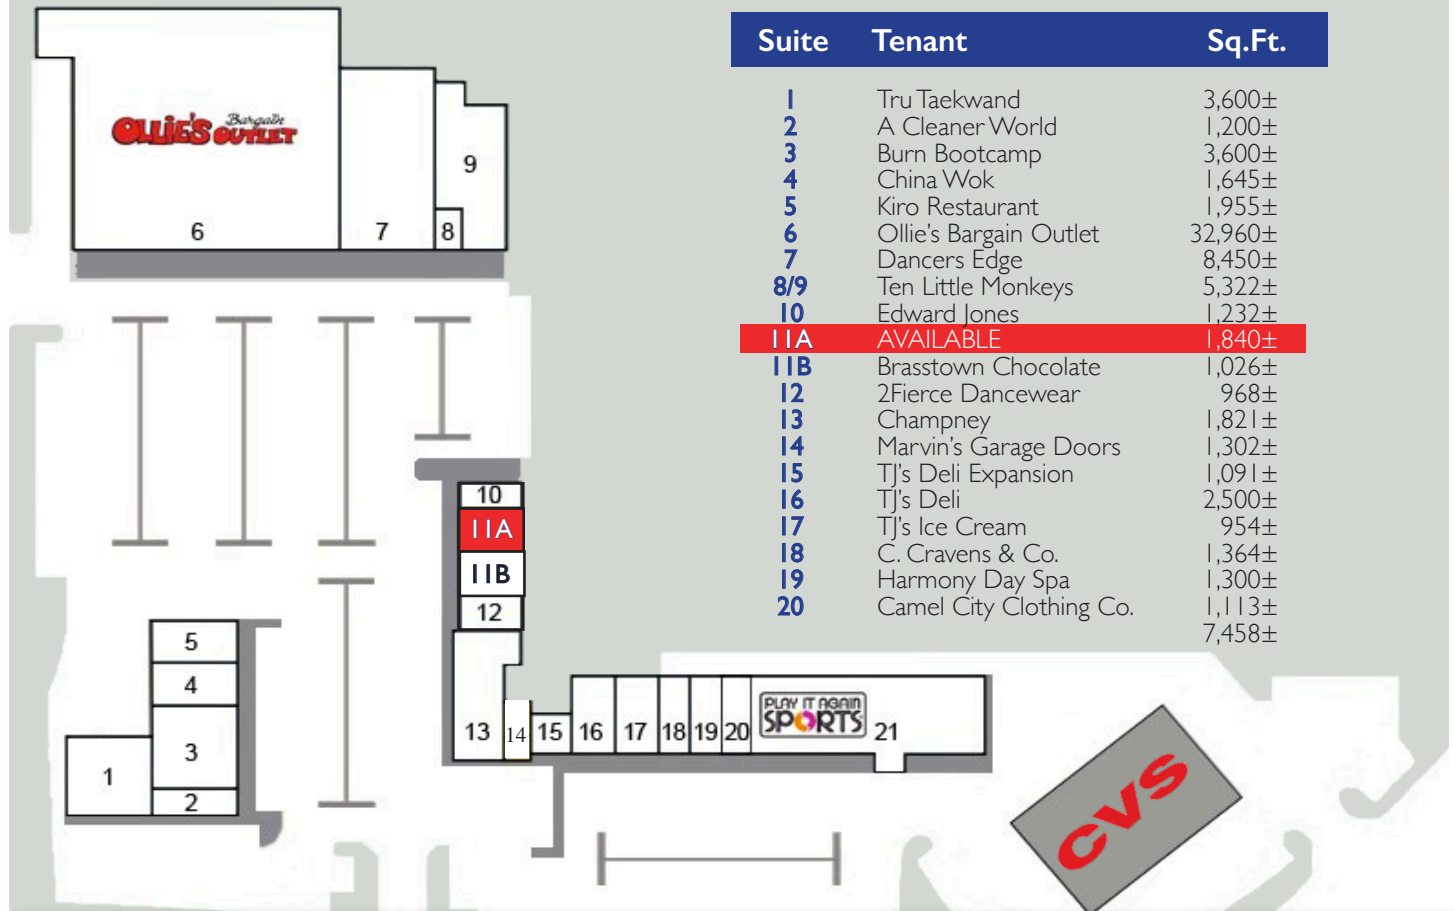 Suite Tenant Sq.Ft.
1 Tru Taekwand 3,600±
2 A Cleaner World 1,200±
3 Burn Bootcamp 3,600±
4 China Wok 1,645±
5 Kiro Restaurant 1,955±
6 Ollie's Bargain Outlet 32,960±
7 Dancers Edge 8,450±
8/9 Ten Little Monkeys 5,322±
10 Edward Jones 1,232±
11A AVAILABLE 1,840±
11B Brasstown Chocolate 1,026±
12 2Fierce Dancewear 968±
13 Champney 1,821±
14 Marvin's Garage Doors 1,302±
15 TJ's Deli Expansion 1,091±
16 TJ's Deli 2,500±
17 TJ's Ice Cream 954±
18 C. Cravens & Co. 1,364±
19 Harmony Day Spa 1,300±
20 Camel City Clothing Co. 1,113±
7,458±
OLLIE'S Bargain OUTLET
6
7
8
9
10
11A
11B
12
5
4
3
2
1
13
14
15
16
17
18
19
20
PLAY IT AGAIN
SPORTS
21
CVS